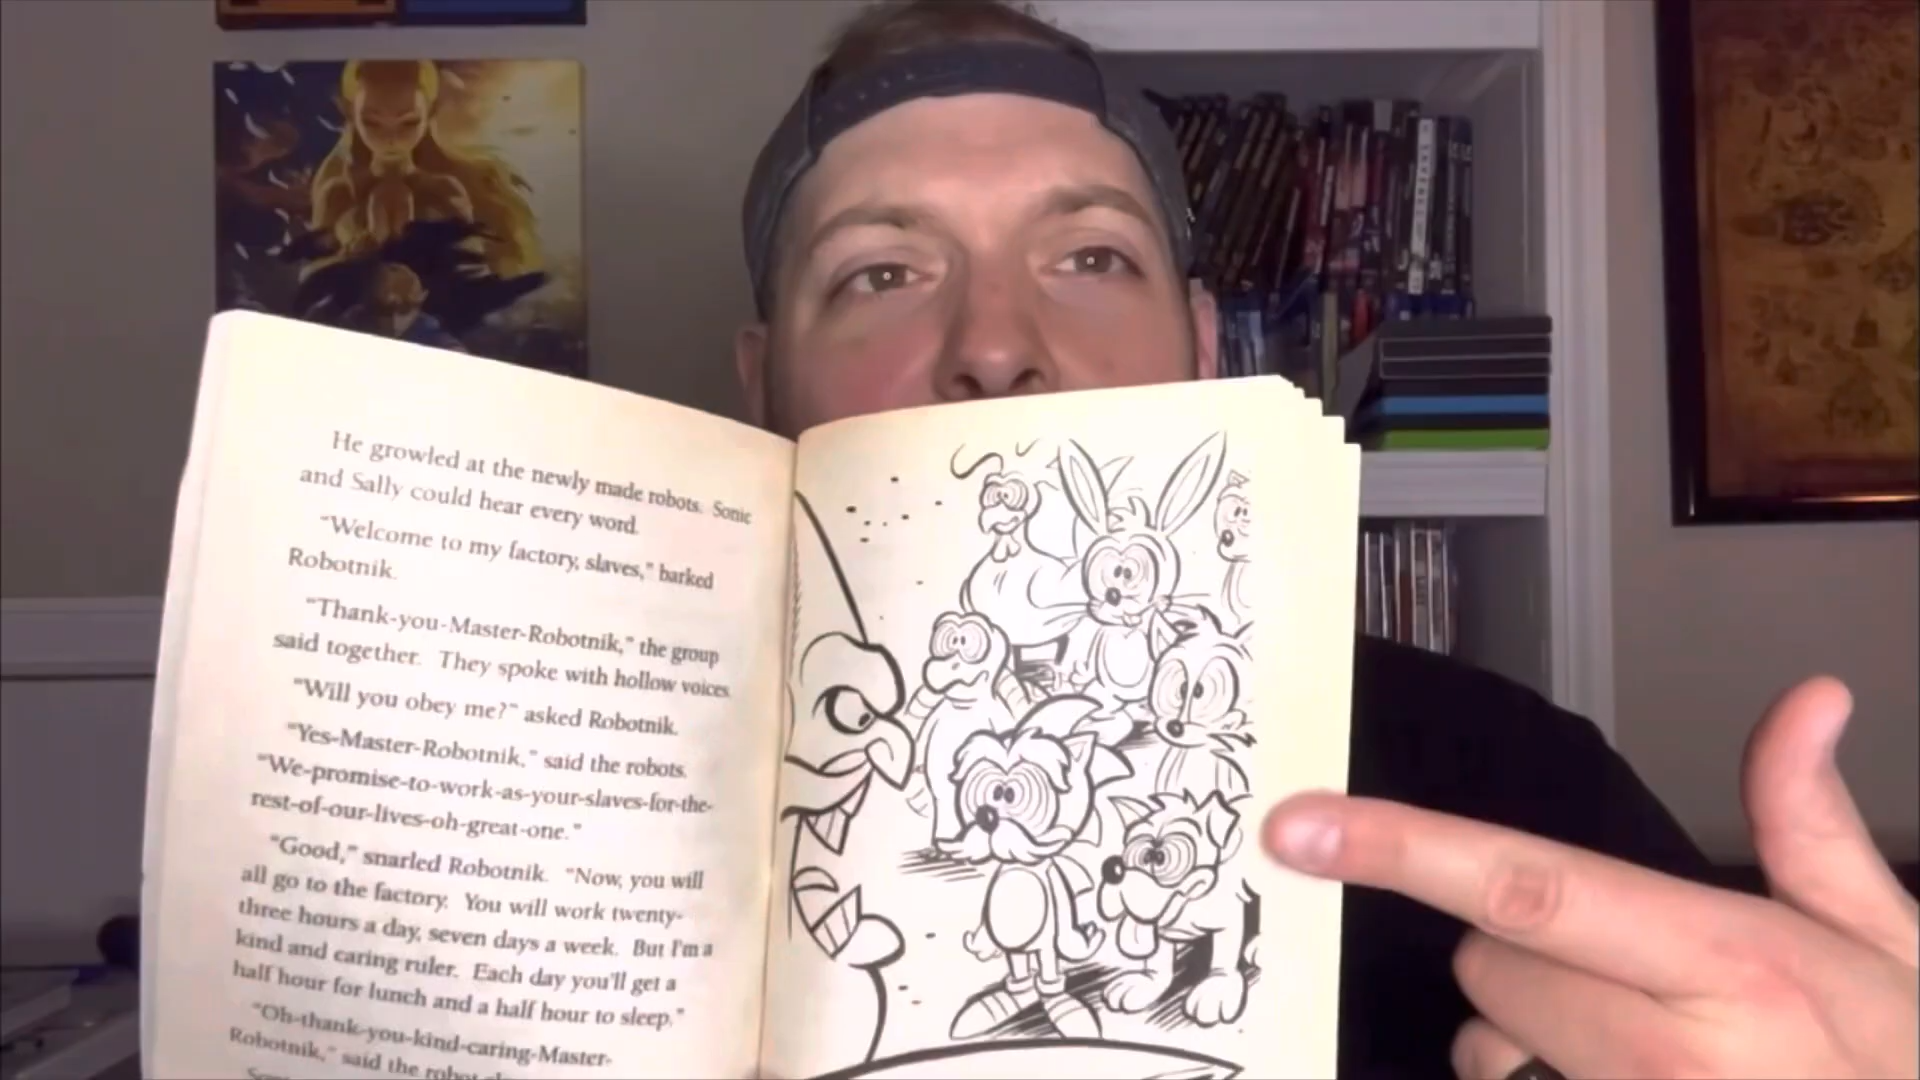 He growled at the newly made robots. Sonic
and Sally could hear every word.
"Welcome to my factory, slaves," barked
Robotnik.
"Thank-you-Master-Robotnik," the group
said together. They spoke with hollow voices.
"Will you obey me?" asked Robotnik.
"Yes-Master-Robotnik," said the robots.
"We-promise-to-work-as-your-slaves-for-the-
rest-of-our-lives-oh-great-one."
"Good," snarled Robotnik. "Now, you will
all go to the factory. You will work twenty-
three hours a day, seven days a week. But I'm a
kind and caring ruler. Each day you'll get a
half hour for lunch and a half hour to sleep."
"Oh-thank-you-kind-caring-Master-
Robotnik," said the